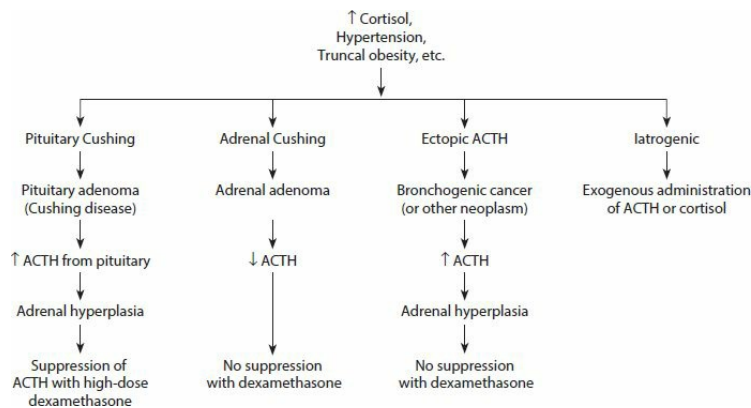 ↑ Cortisol,
Hypertension,
Truncal obesity, etc.
Pituitary Cushing
Adrenal Cushing
Ectopic ACTH
Iatrogenic
Pituitary adenoma
(Cushing disease)
Adrenal adenoma
Bronchogenic cancer
(or other neoplasm)
Exogenous administration
of ACTH or cortisol
↑ ACTH from pituitary
↓ ACTH
↑ ACTH
Adrenal hyperplasia
Adrenal hyperplasia
Suppression of
ACTH with high-dose
dexamethasone
No suppression
with dexamethasone
No suppression
with dexamethasone